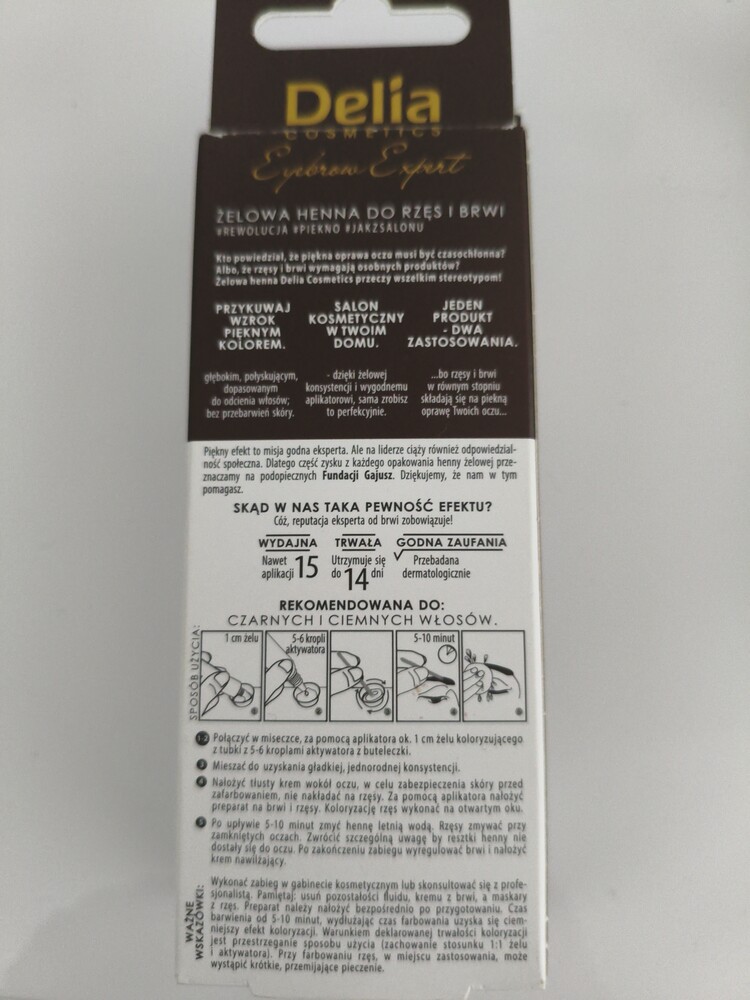 Delia
COSMETICS
Eyebrow Expert
ŻELOWA HENNA DO RZĘS I BRWI
#REWOLUCJA #PIĘKNO #JAKZSALONU
Kto powiedział, że piękna oprawa oczu musi być czasochłonna?
Albo, że rzęsy i brwi wymagają osobnych produktów?
Żelowa henna Delia Cosmetics przeczy wszelkim stereotypom!
PRZYKUWAJ
WZROK
PIĘKNYM
KOLOREM.
głębokim, połyskującym,
dopasowanym
do odcienia włosów;
bez przebarwień skóry.
SALON
KOSMETYCZNY
W TWOIM
DOMU.
- dzięki żelowej
konsystencji i wygodnemu
aplikatorowi, sama zrobisz
to perfekcyjnie.
JEDEN
PRODUKT
- DWA
ZASTOSOWANIA.
...bo rzęsy i brwi
w równym stopniu
składają się na piękną
oprawę Twoich oczu...
Piękny efekt to misja godna eksperta. Ale na liderze ciąży również odpowiedzial-
ność społeczna. Dlatego część zysku z każdego opakowania henny żelowej prze-
znaczamy na podopiecznych Fundacji Gajusz. Dziękujemy, że nam w tym
pomagasz.
SKĄD W NAS TAKA PEWNOŚĆ EFEKTU?
Cóż, reputacja eksperta od brwi zobowiązuje!
WYDAJNA
Nawet 15
aplikacji
TRWAŁA
Utrzymuje się
do 14 dni
GODNA ZAUFANIA
Przebadana
dermatologicznie
REKOMENDOWANA DO:
CZARNYCH I CIEMNYCH WŁOSÓW.
SPOSÓB UŻYCIA:
1 cm żelu
5-6 kropli
aktywatora
5-10 minut
1 2 3 4 5
1-2 Połączyć w miseczce, za pomocą aplikatora ok. 1 cm żelu koloryzującego
z tubki z 5-6 kroplami aktywatora z buteleczki.
3 Mieszać do uzyskania gładkiej, jednorodnej konsystencji.
4 Nałożyć tłusty krem wokół oczu, w celu zabezpieczenia skóry przed
zafarbowaniem, nie nakładać na rzęsy. Za pomocą aplikatora nałożyć
preparat na brwi i rzęsy. Koloryzację rzęs wykonać na otwartym oku.
5 Po upływie 5-10 minut zmyć hennę letnią wodą. Rzęsy zmywać przy
zamkniętych oczach. Zwrócić szczególną uwagę by resztki henny nie
dostały się do oczu. Po zakończeniu zabiegu wyregulować brwi i nałożyć
krem nawilżający.
WAŻNE
WSKAZÓWKI:
Wykonać zabieg w gabinecie kosmetycznym lub skonsultować się z profe-
sjonalistą. Pamiętaj: usuń pozostałości fluidu, kremu z brwi, a maskary
z rzęs. Preparat należy nałożyć bezpośrednio po przygotowaniu. Czas
barwienia od 5-10 minut, wydłużając czas farbowania uzyska się ciem-
niejszy efekt koloryzacji. Warunkiem deklarowanej trwałości koloryzacji
jest przestrzeganie sposobu użycia (zachowanie stosunku 1:1 żelu
i aktywatora). Przy farbowaniu rzęs, w miejscu zastosowania, może
wystąpić krótkie, przemijające pieczenie.